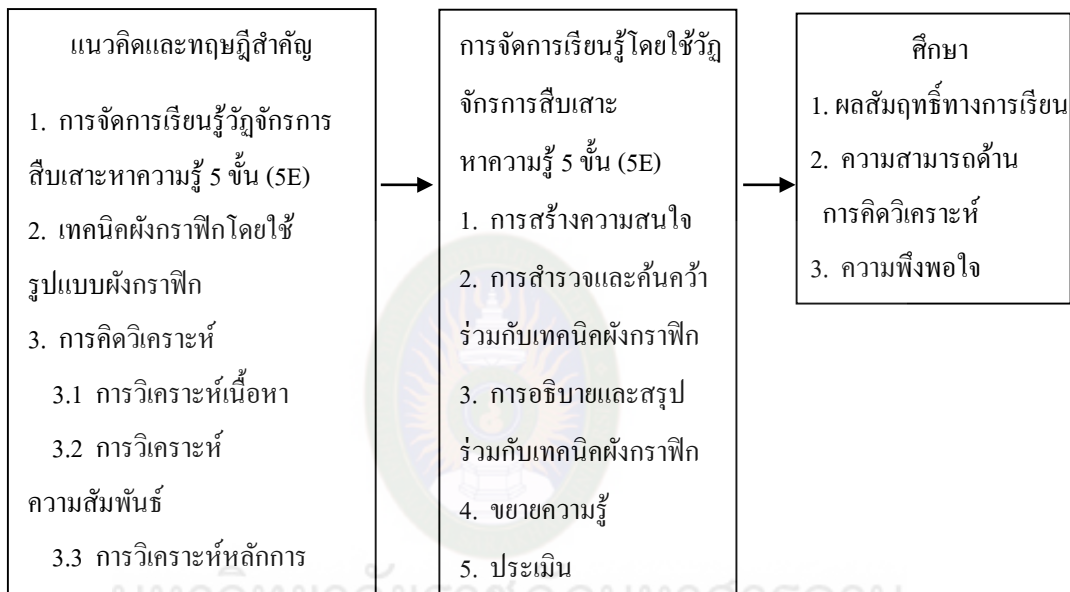 แนวคิดและทฤษฎีสำคัญ
1. การจัดการเรียนรู้วัฏจักรการ
สืบเสาะหาความรู้ 5 ขั้น (5E)
2. เทคนิคผังกราฟิกโดยใช้
รูปแบบผังกราฟิก
3. การคิดวิเคราะห์
3.1 การวิเคราะห์เนื้อหา
3.2 การวิเคราะห์
ความสัมพันธ์
3.3 การวิเคราะห์หลักการ
การจัดการเรียนรู้โดยใช้วัฏ
จักรการสืบเสาะ
หาความรู้ 5 ขั้น (5E)
1. การสร้างความสนใจ
2. การสำรวจและค้นคว้า
ร่วมกับเทคนิคผังกราฟิก
3. การอธิบายและสรุป
ร่วมกับเทคนิคผังกราฟิก
4. ขยายความรู้
5. ประเมิน
ศึกษา
1. ผลสัมฤทธิ์ทางการเรียน
2. ความสามารถด้าน
การคิดวิเคราะห์
3. ความพึงพอใจ